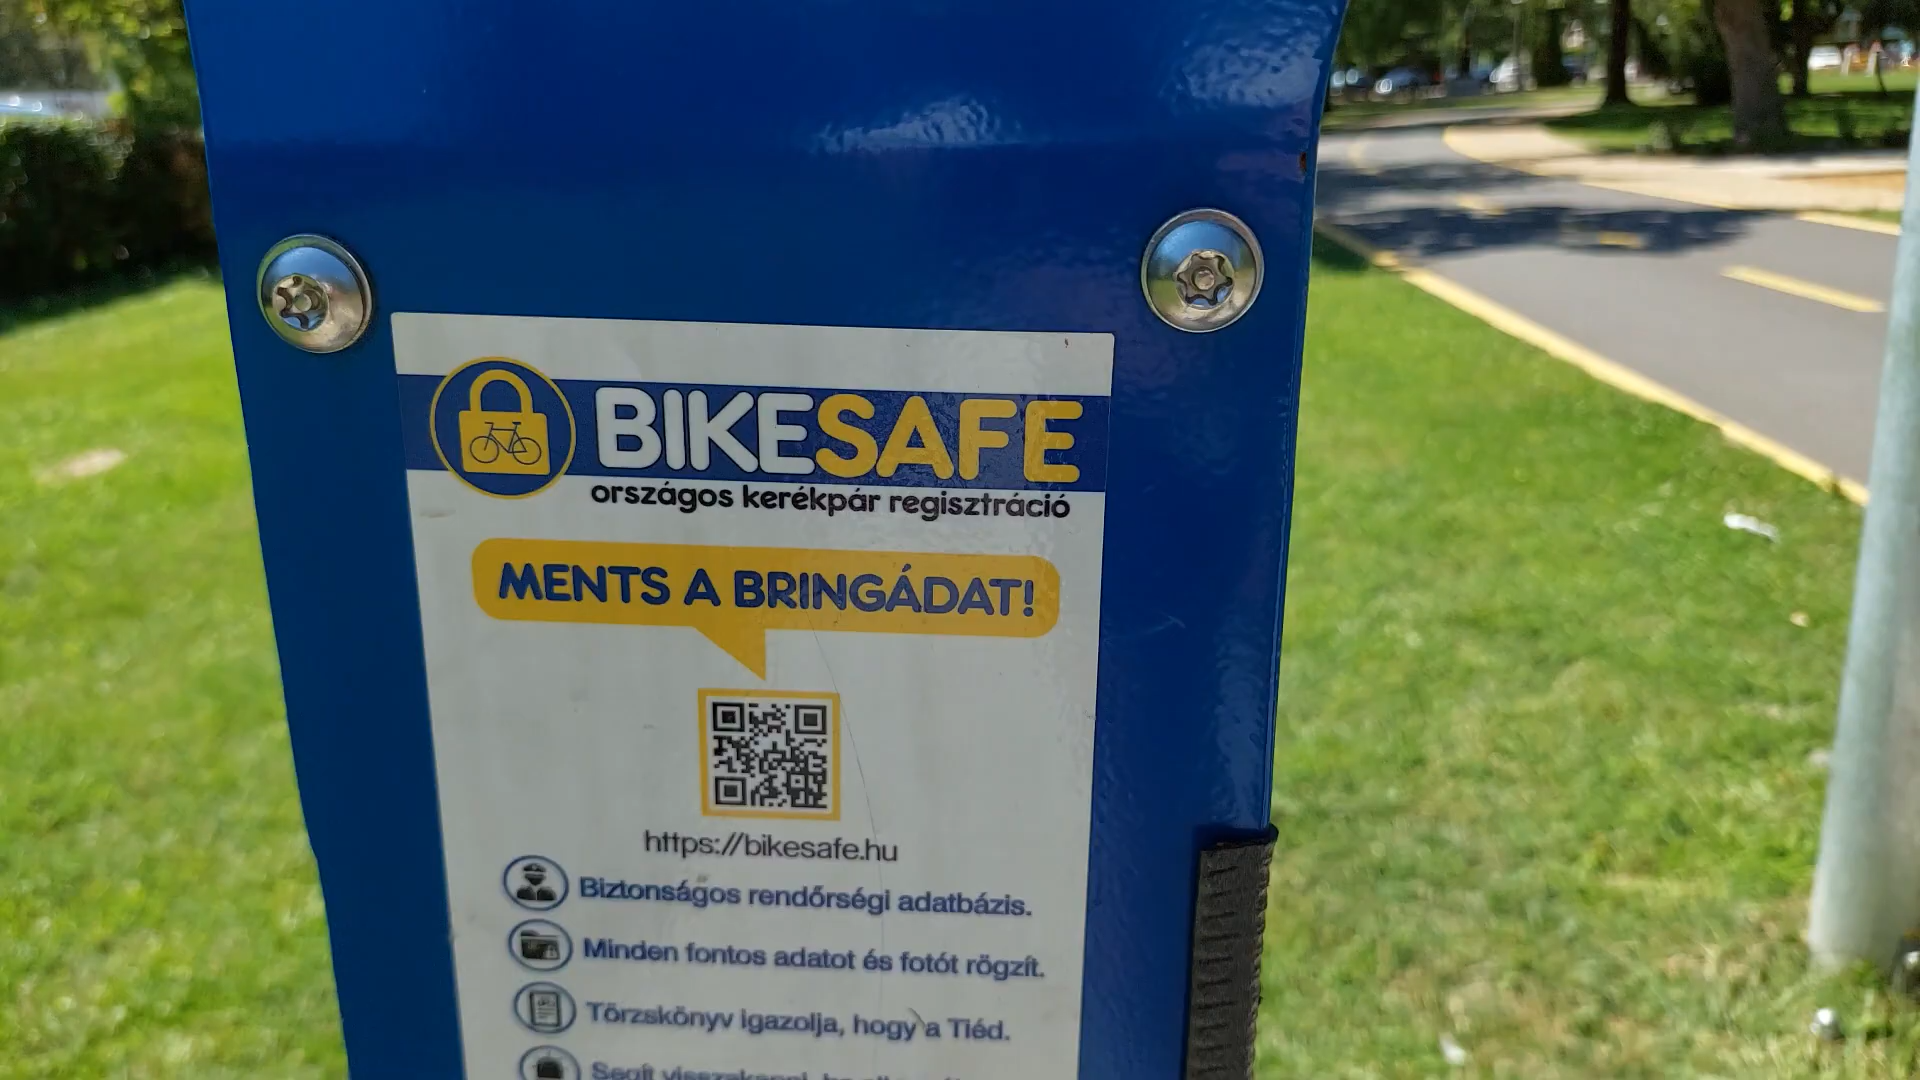 BIKESAFE
országos kerékpár regisztráció
MENTS A BRINGÁDAT!
https://bikesafe.hu
Biztonságos rendőrségi adatbázis.
Minden fontos adatot és fotót rögzít.
Törzskönyv igazolja, hogy a Tiéd.
Segít